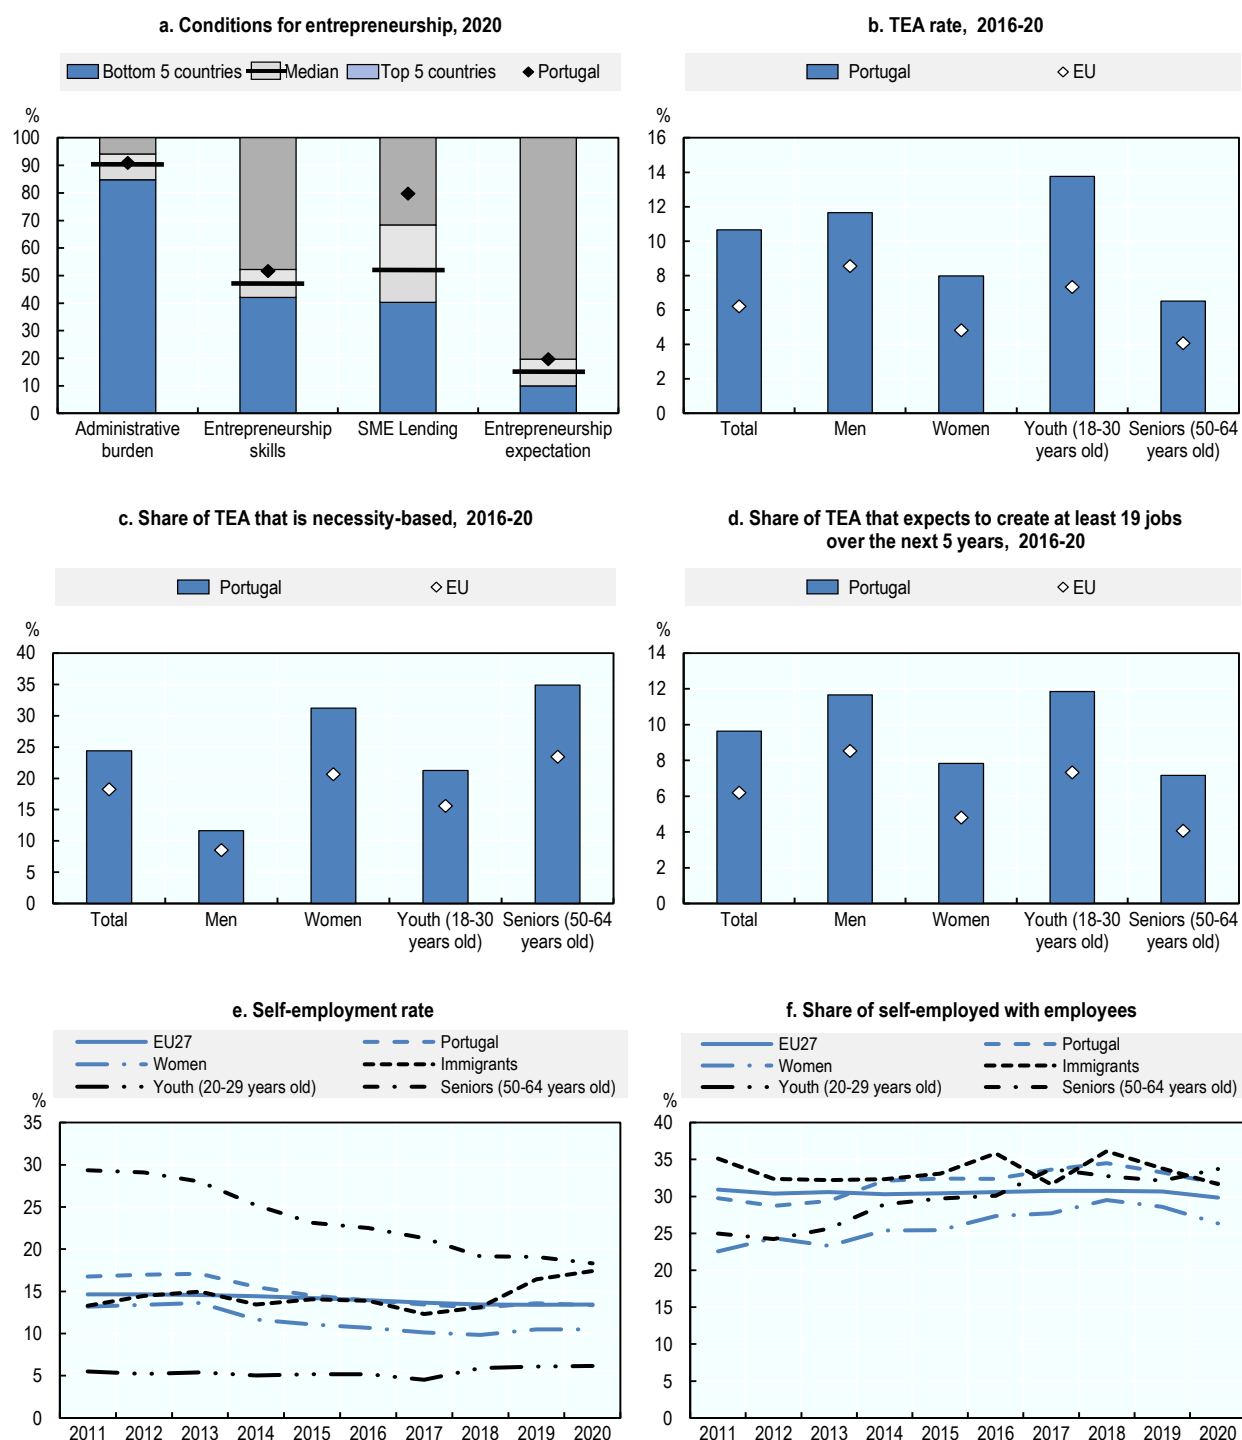 a. Conditions for entrepreneurship, 2020
Bottom 5 countries Median Top 5 countries Portugal
%
100
90
80
70
60
50
40
30
20
10
0
Administrative burden
Entrepreneurship skills
SME Lending
Entrepreneurship expectation
b. TEA rate, 2016-20
Portugal EU
%
16
14
12
10
8
6
4
2
0
Total
Men
Women
Youth (18-30 years old)
Seniors (50-64 years old)
c. Share of TEA that is necessity-based, 2016-20
Portugal EU
%
40
35
30
25
20
15
10
5
0
Total
Men
Women
Youth (18-30 years old)
Seniors (50-64 years old)
d. Share of TEA that expects to create at least 19 jobs
over the next 5 years, 2016-20
Portugal EU
%
14
12
10
8
6
4
2
0
Total
Men
Women
Youth (18-30 years old)
Seniors (50-64 years old)
e. Self-employment rate
EU27 Portugal
Women Immigrants
Youth (20-29 years old) Seniors (50-64 years old)
%
35
30
25
20
15
10
5
0
2011 2012 2013 2014 2015 2016 2017 2018 2019 2020
f. Share of self-employed with employees
EU27 Portugal
Women Immigrants
Youth (20-29 years old) Seniors (50-64 years old)
%
40
35
30
25
20
15
10
5
0
2011 2012 2013 2014 2015 2016 2017 2018 2019 2020